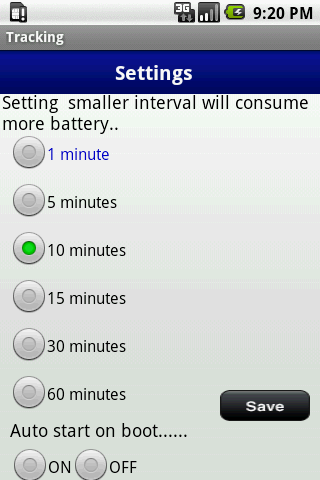 3G 9:20 PM
Tracking
Settings
Setting  smaller interval will consume
more battery..
1 minute
5 minutes
10 minutes
15 minutes
30 minutes
60 minutes
Save
Auto start on boot......
ON OFF